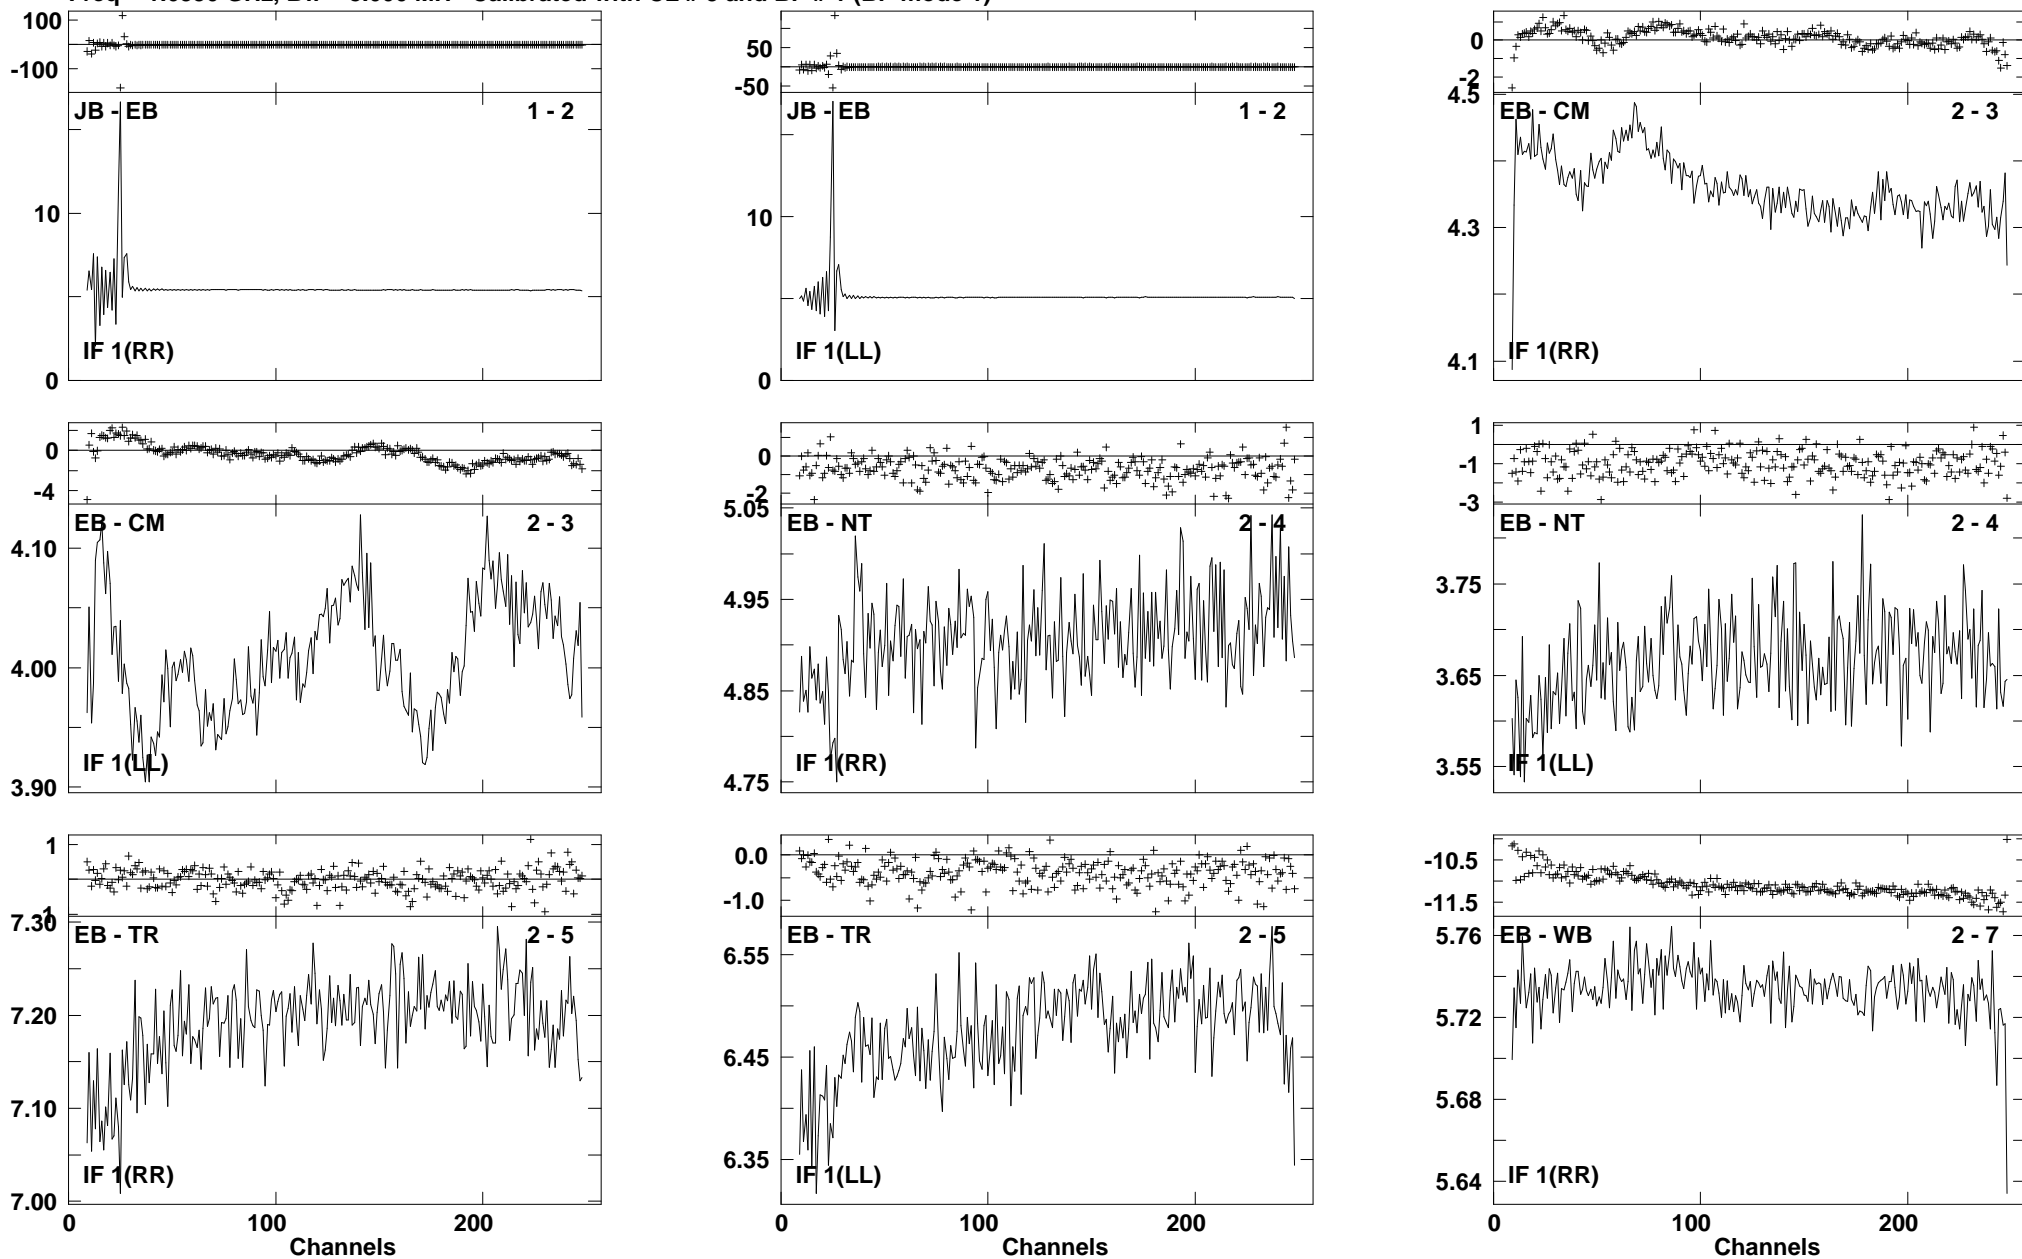 100
-100
JB - EB 1 - 2
10
0
IF 1(RR)
50
-50
JB - EB 1 - 2
10
0
IF 1(LL)
0
-2
4.5
EB - CM 2 - 3
4.3
4.1
IF 1(RR)
0
-4
EB - CM 2 - 3
4.10
4.00
3.90
IF 1(LL)
0
-2
5.05
EB - NT 2 - 4
4.95
4.85
4.75
IF 1(RR)
1
-1
-3
EB - NT 2 - 4
3.75
3.65
3.55
IF 1(LL)
1
7.30
EB - TR 2 - 5
7.20
7.10
7.00
IF 1(RR)
0 100 200
Channels
0.0
-1.0
EB - TR 2 - 5
6.55
6.45
6.35
IF 1(LL)
0 100 200
Channels
-10.5
-11.5
EB - WB 2 - 7
5.76
5.72
5.68
5.64
IF 1(RR)
0 100 200
Channels